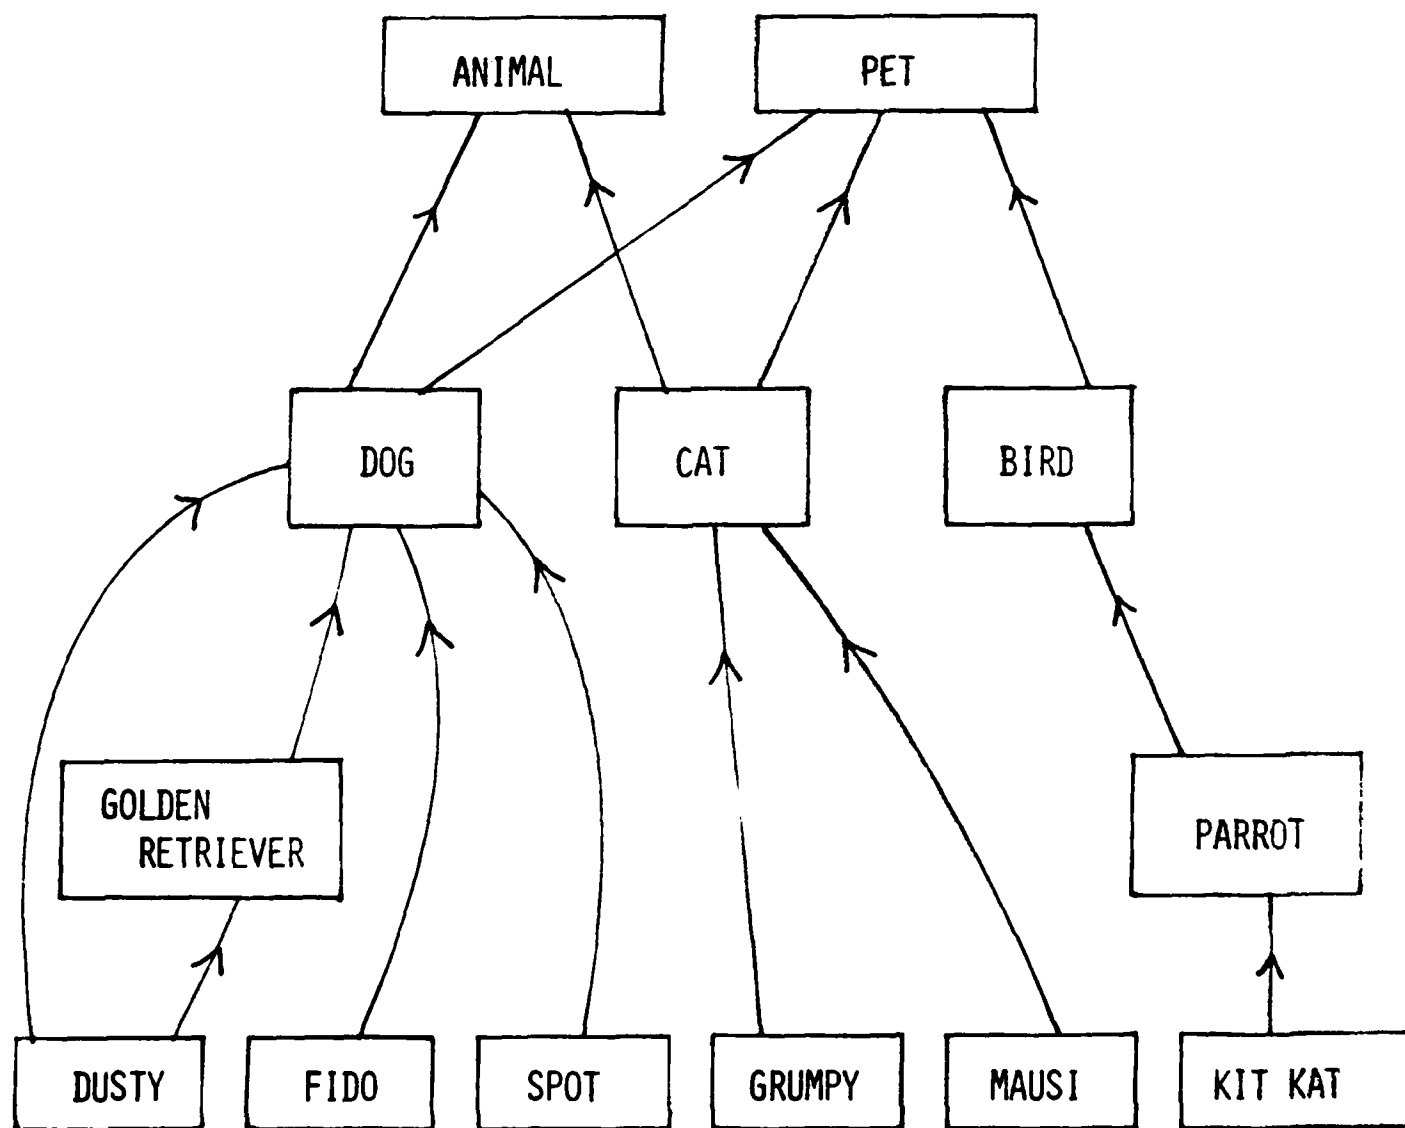 ANIMAL
PET
DOG
CAT
BIRD
GOLDEN
RETRIEVER
PARROT
DUSTY
FIDO
SPOT
GRUMPY
MAUSI
KIT KAT